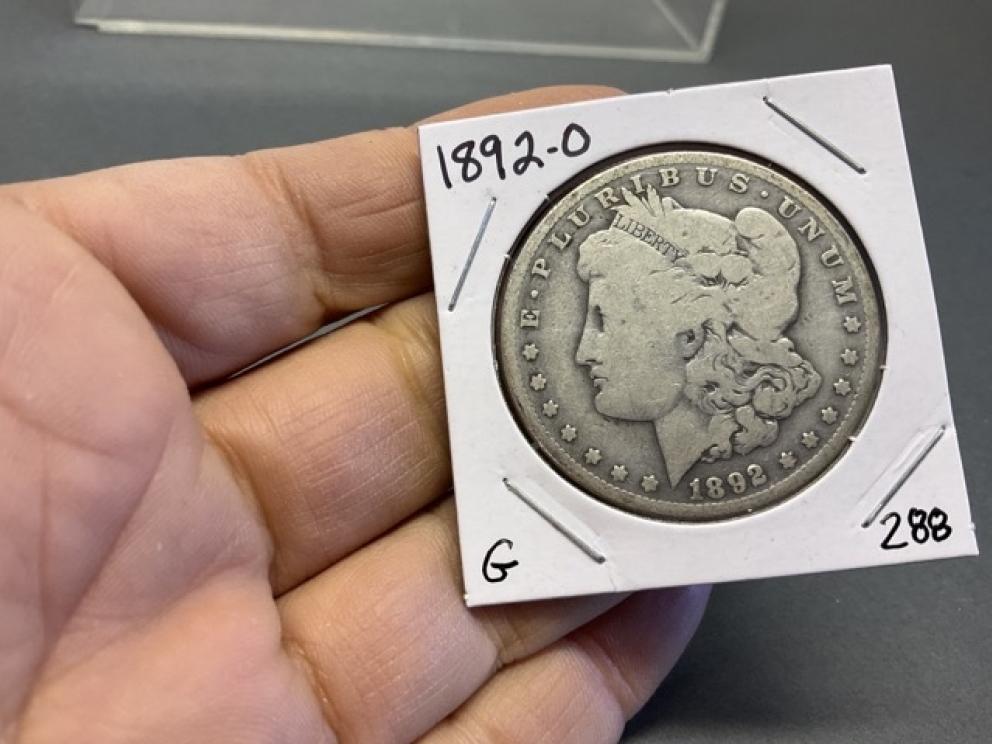 1892-O
E·PLURIBUS·UNUM
LIBERTY
1892
G
288